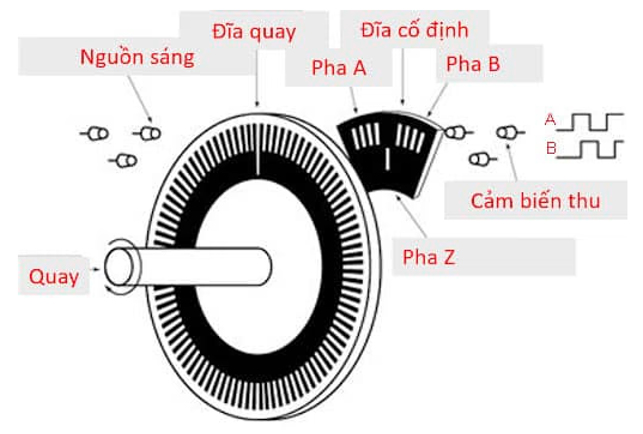 Đĩa quay
Đĩa cố định
Nguồn sáng
Pha A
Pha B
A
B
Cảm biến thu
Pha Z
Quay